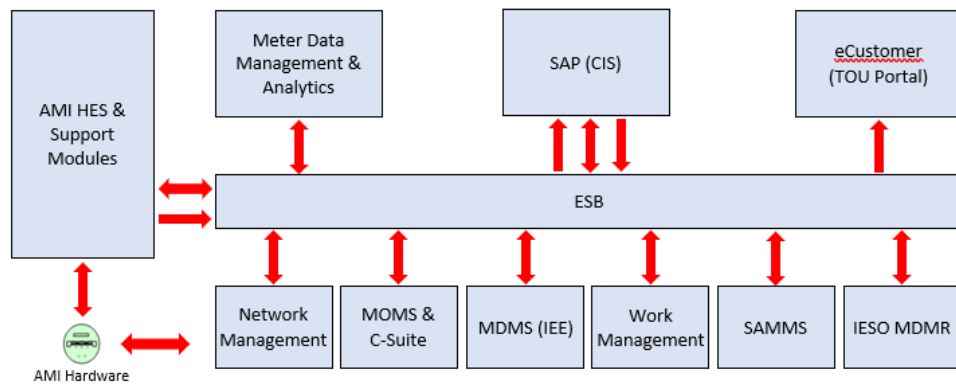 AMI HES &
Support
Modules
Meter Data
Management &
Analytics
SAP (CIS)
eCustomer
(TOU Portal)
ESB
Network
Management
MOMS &
C-Suite
MDMS (IEE)
Work
Management
SAMMS
IESO MDMR
AMI Hardware